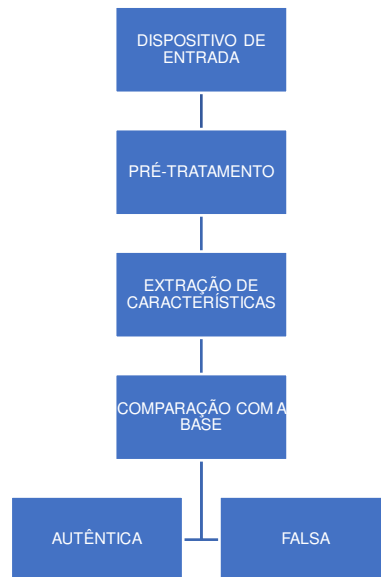 DISPOSITIVO DE
ENTRADA
PRÉ-TRATAMENTO
EXTRAÇÃO DE
CARACTERÍSTICAS
COMPARAÇÃO COM A
BASE
AUTÊNTICA
FALSA